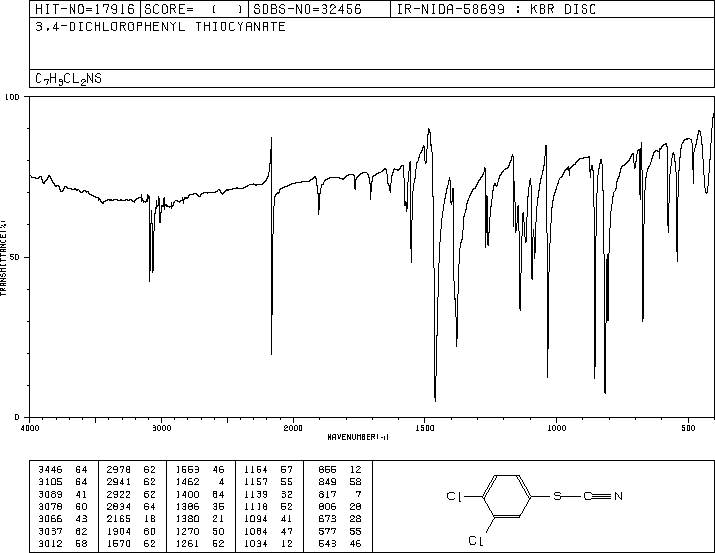 HIT-NO=17916 SCORE= ( ) SDBS-NO=32456 IR-NIDA-58699 : KBR DISC
3,4-DICHLOROPHENYL THIOCYANATE
C7H3CL2NS
100
50
0
TRANSMITTANCE(%)
4000 3000 2000 1500 1000 500
WAVENUMBER(-1)
3446 64 2978 62 1553 46 1154 57 855 12
3105 64 2941 62 1462 4 1157 55 849 58
3089 41 2922 62 1400 64 1139 32 817 7
3078 60 2834 64 1386 35 1118 52 806 28
3066 43 2165 18 1380 21 1094 41 673 28
3037 62 1904 60 1270 50 1084 47 577 55
3012 58 1570 62 1261 52 1034 12 543 46
Cl S C N
Cl